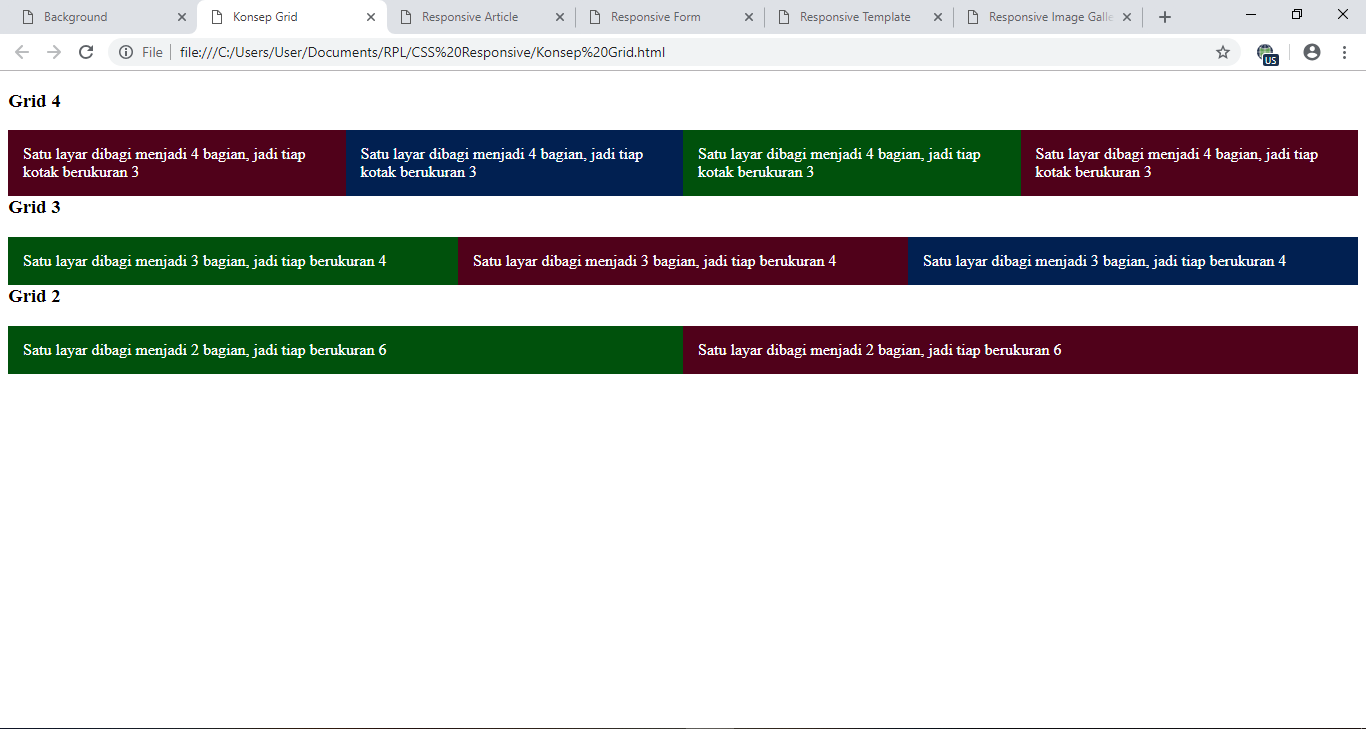 Background
Konsep Grid
Responsive Article
Responsive Form
Responsive Template
Responsive Image Galle
File
file:///C:/Users/User/Documents/RPL/CSS%20Responsive/Konsep%20Grid.html
US
Grid 4
Satu layar dibagi menjadi 4 bagian, jadi tiap
kotak berukuran 3
Satu layar dibagi menjadi 4 bagian, jadi tiap
kotak berukuran 3
Satu layar dibagi menjadi 4 bagian, jadi tiap
kotak berukuran 3
Satu layar dibagi menjadi 4 bagian, jadi tiap
kotak berukuran 3
Grid 3
Satu layar dibagi menjadi 3 bagian, jadi tiap berukuran 4
Satu layar dibagi menjadi 3 bagian, jadi tiap berukuran 4
Satu layar dibagi menjadi 3 bagian, jadi tiap berukuran 4
Grid 2
Satu layar dibagi menjadi 2 bagian, jadi tiap berukuran 6
Satu layar dibagi menjadi 2 bagian, jadi tiap berukuran 6